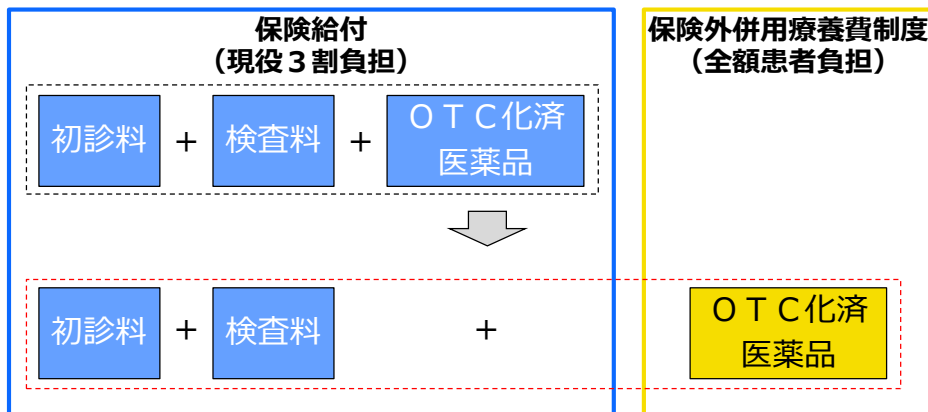 保険給付
（現役３割負担）
保険外併用療養費制度
（全額患者負担）
初診料 + 検査料 + ＯＴＣ化済
医薬品
初診料 + 検査料 + ＯＴＣ化済
医薬品